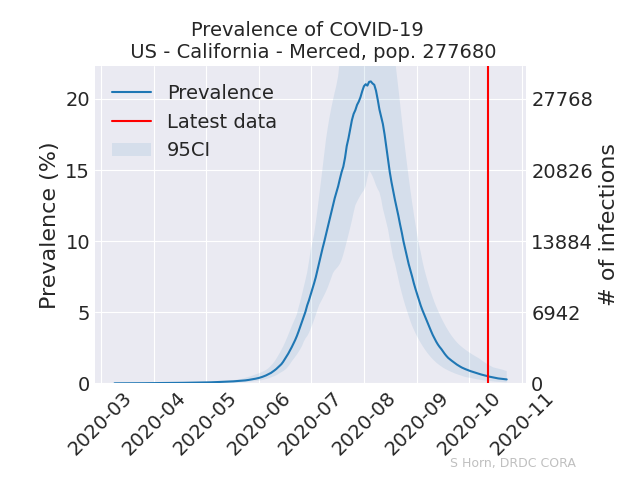 Prevalence of COVID-19
US - California - Merced, pop. 277680
Prevalence
Latest data
95CI
Prevalence (%)
20
15
10
5
0
27768
20826
13884
6942
0
# of infections
2020-03
2020-04
2020-05
2020-06
2020-07
2020-08
2020-09
2020-10
2020-11
S Horn, DRDC CORA